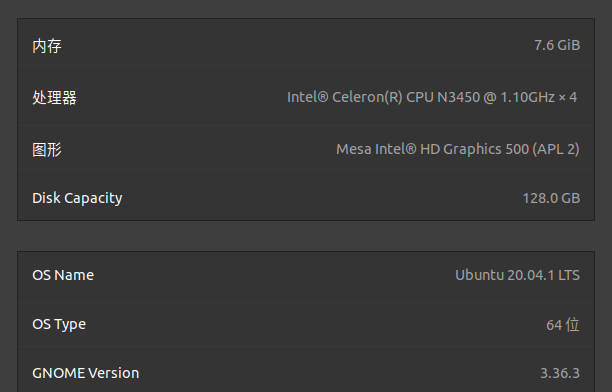 内存 7.6 GiB
处理器 Intel® Celeron(R) CPU N3450 @ 1.10GHz × 4
图形 Mesa Intel® HD Graphics 500 (APL 2)
Disk Capacity 128.0 GB
OS Name Ubuntu 20.04.1 LTS
OS Type 64 位
GNOME Version 3.36.3